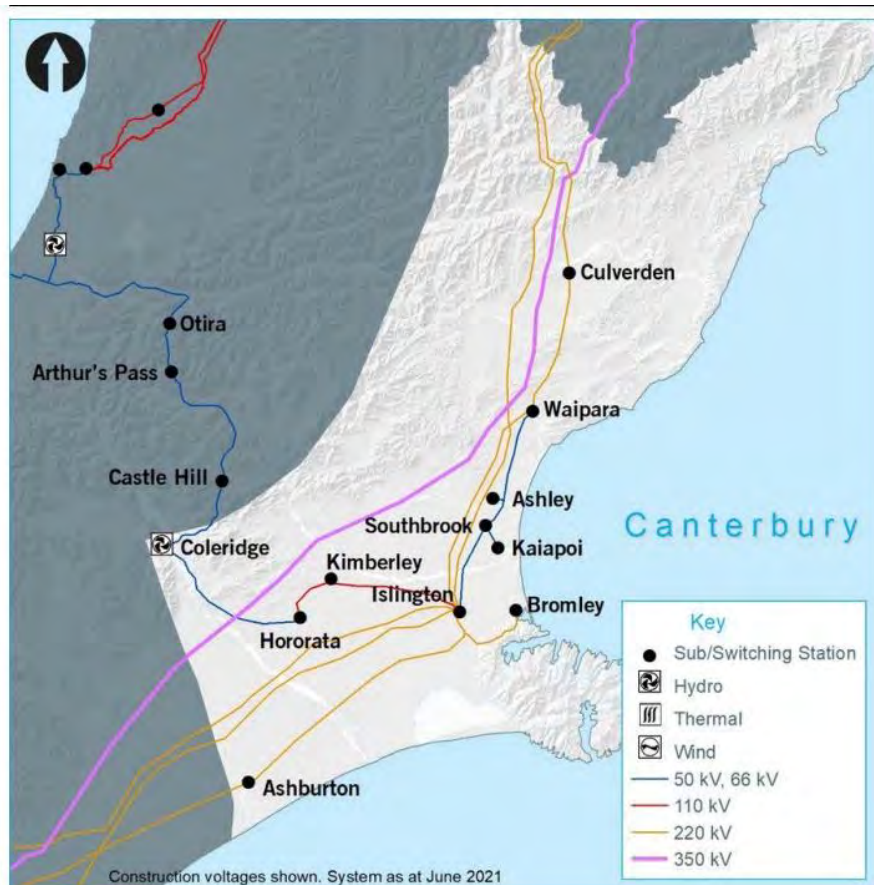 Culverden
Otira
Arthur's Pass
Waipara
Castle Hill
Ashley
Southbrook
Canterbury
Coleridge
Kaiapoi
Kimberley
Islington
Bromley
Hororata
Ashburton
Key
Sub/Switching Station
Hydro
Thermal
Wind
50 kV, 66 kV
110 kV
220 kV
350 kV
Construction voltages shown. System as at June 2021